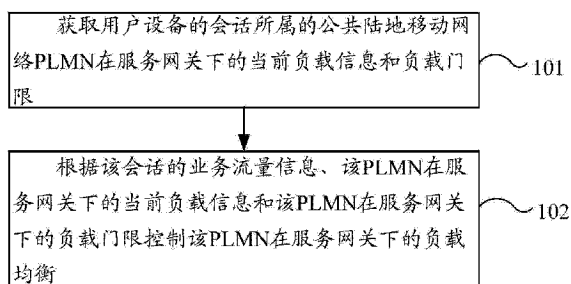 获取用户设备的会话所属的公共陆地移动网
络PLMN在服务网关下的当前负载信息和负载门
限
101
根据该会话的业务流量信息、该PLMN在服
务网关下的当前负载信息和该PLMN在服务网关
下的负载门限控制该PLMN在服务网关下的负载
均衡
102